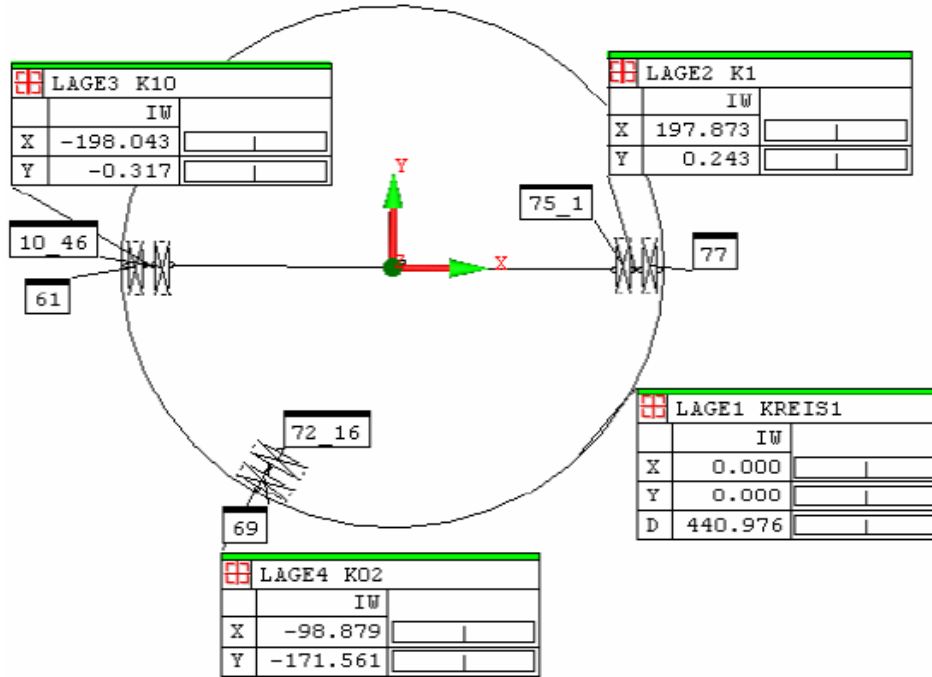 LAGE3 K10
IW
X -198.043
Y -0.317
LAGE2 K1
IW
X 197.873
Y 0.243
Y
75_1
10_46
X
77
61
LAGE1 KREIS1
IW
X 0.000
Y 0.000
D 440.976
72_16
69
LAGE4 K02
IW
X -98.879
Y -171.561